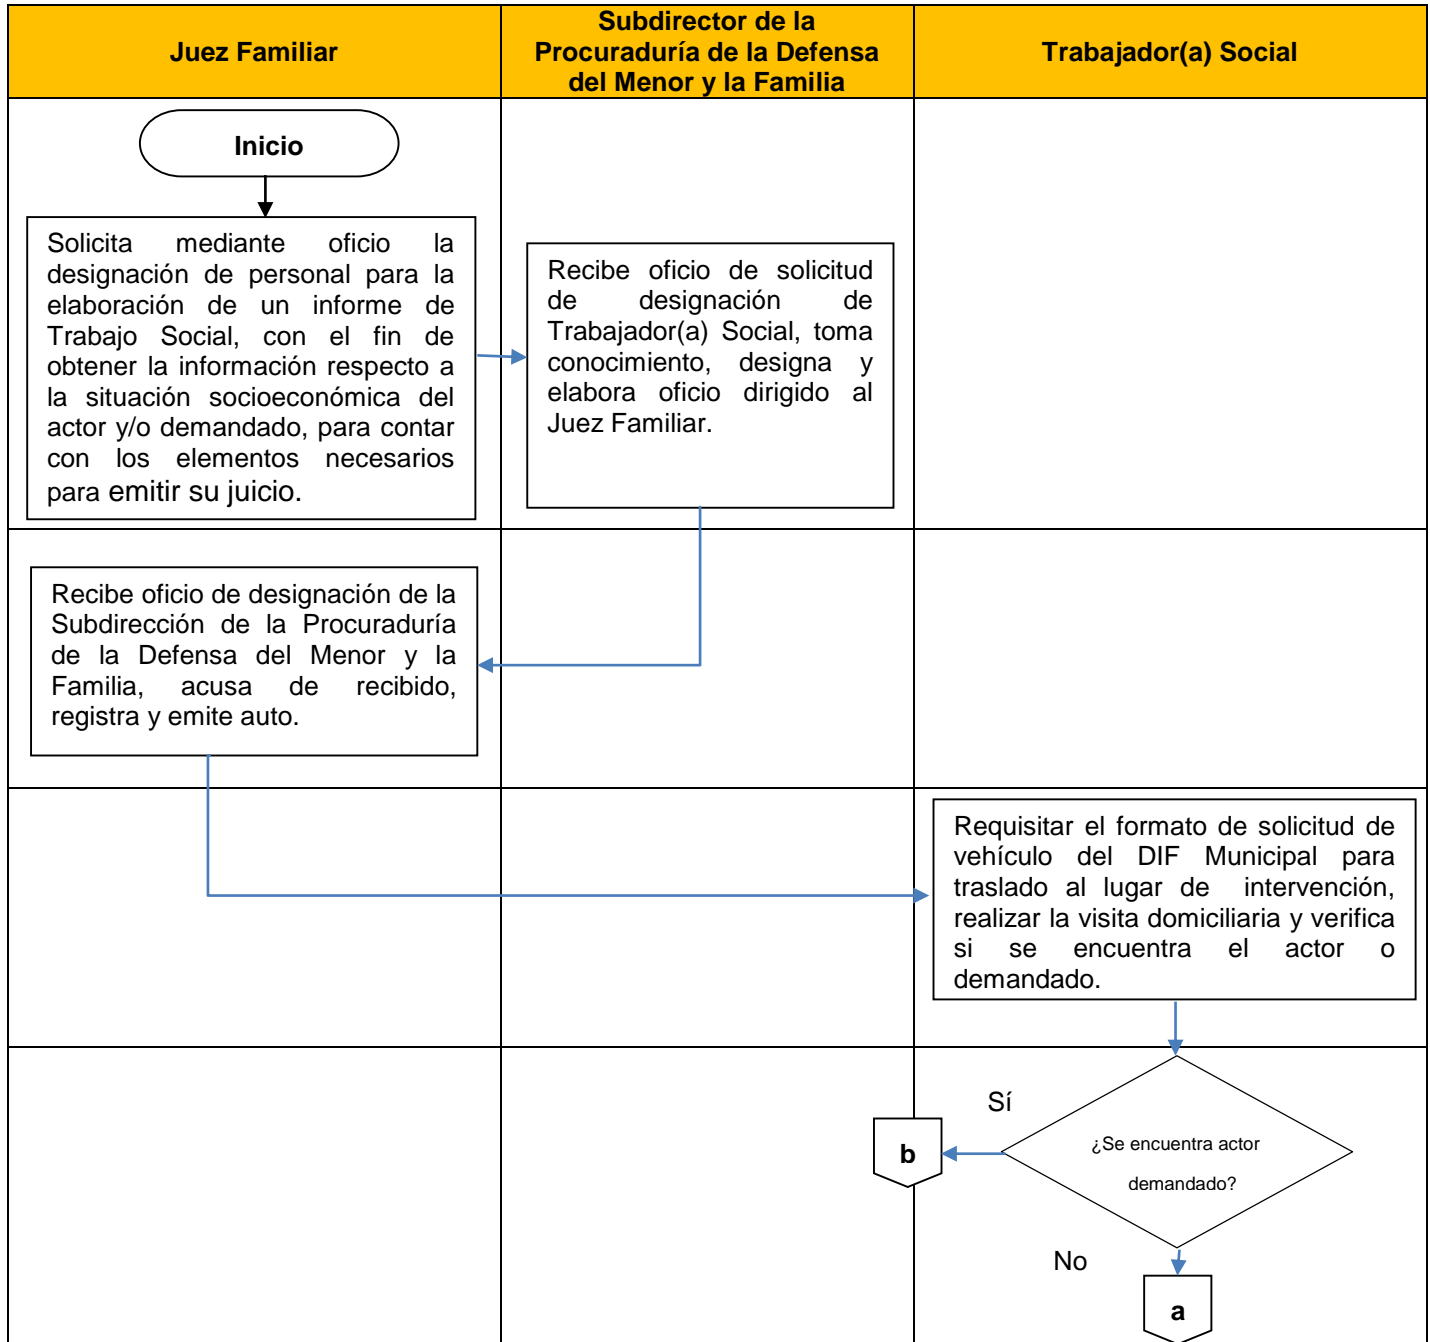 Juez Familiar
Subdirector de la
Procuraduría de la Defensa
del Menor y la Familia
Trabajador(a) Social
Inicio
Solicita mediante oficio la
designación de personal para la
elaboración de un informe de
Trabajo Social, con el fin de
obtener la información respecto a
la situación socioeconómica del
actor y/o demandado, para contar
con los elementos necesarios
para emitir su juicio.
Recibe oficio de solicitud
de designación de
Trabajador(a) Social, toma
conocimiento, designa y
elabora oficio dirigido al
Juez Familiar.
Recibe oficio de designación de la
Subdirección de la Procuraduría
de la Defensa del Menor y la
Familia, acusa de recibido,
registra y emite auto.
Requisitar el formato de solicitud de
vehículo del DIF Municipal para
traslado al lugar de intervención,
realizar la visita domiciliaria y verifica
si se encuentra el actor o
demandado.
Sí
b
¿Se encuentra actor
demandado?
No
a